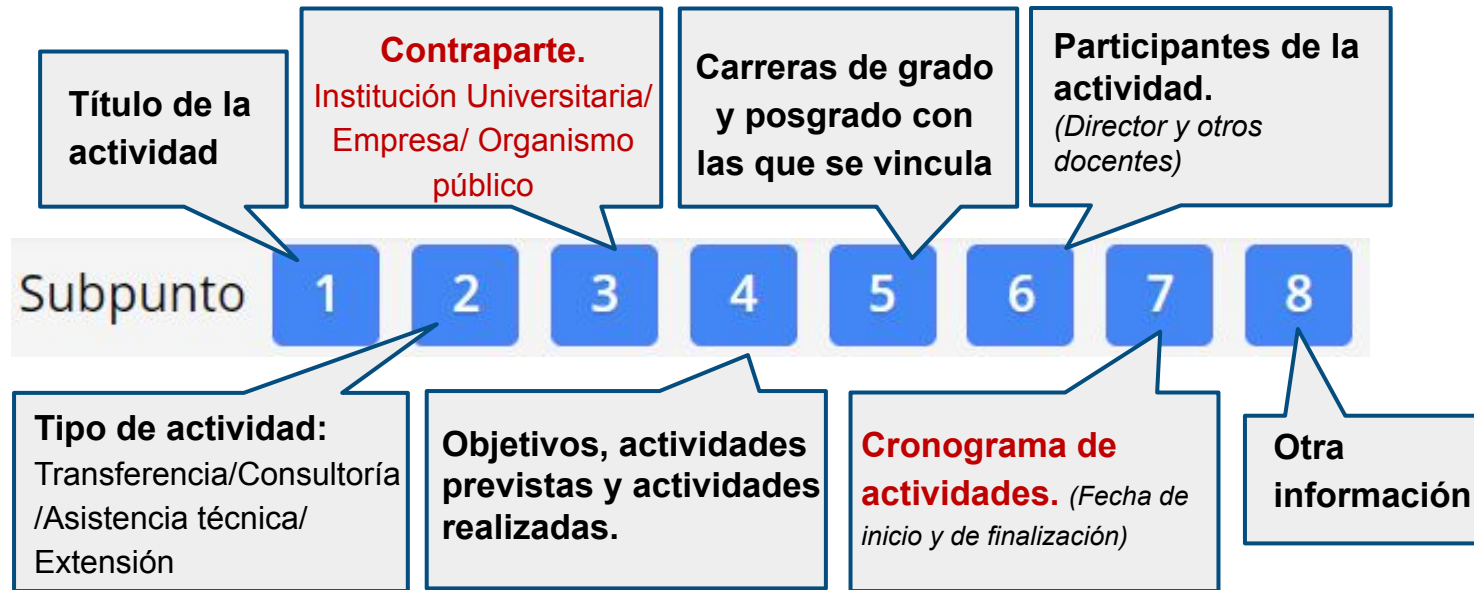 Título de la
actividad
Contraparte.
Institución Universitaria/
Empresa/ Organismo
público
Carreras de grado
y posgrado con
las que se vincula
Participantes de la
actividad.
(Director y otros
docentes)
Subpunto 1 2 3 4 5 6 7 8
Tipo de actividad:
Transferencia/Consultoría
/Asistencia técnica/
Extensión
Objetivos, actividades
previstas y actividades
realizadas.
Cronograma de
actividades. (Fecha de
inicio y de finalización)
Otra
información